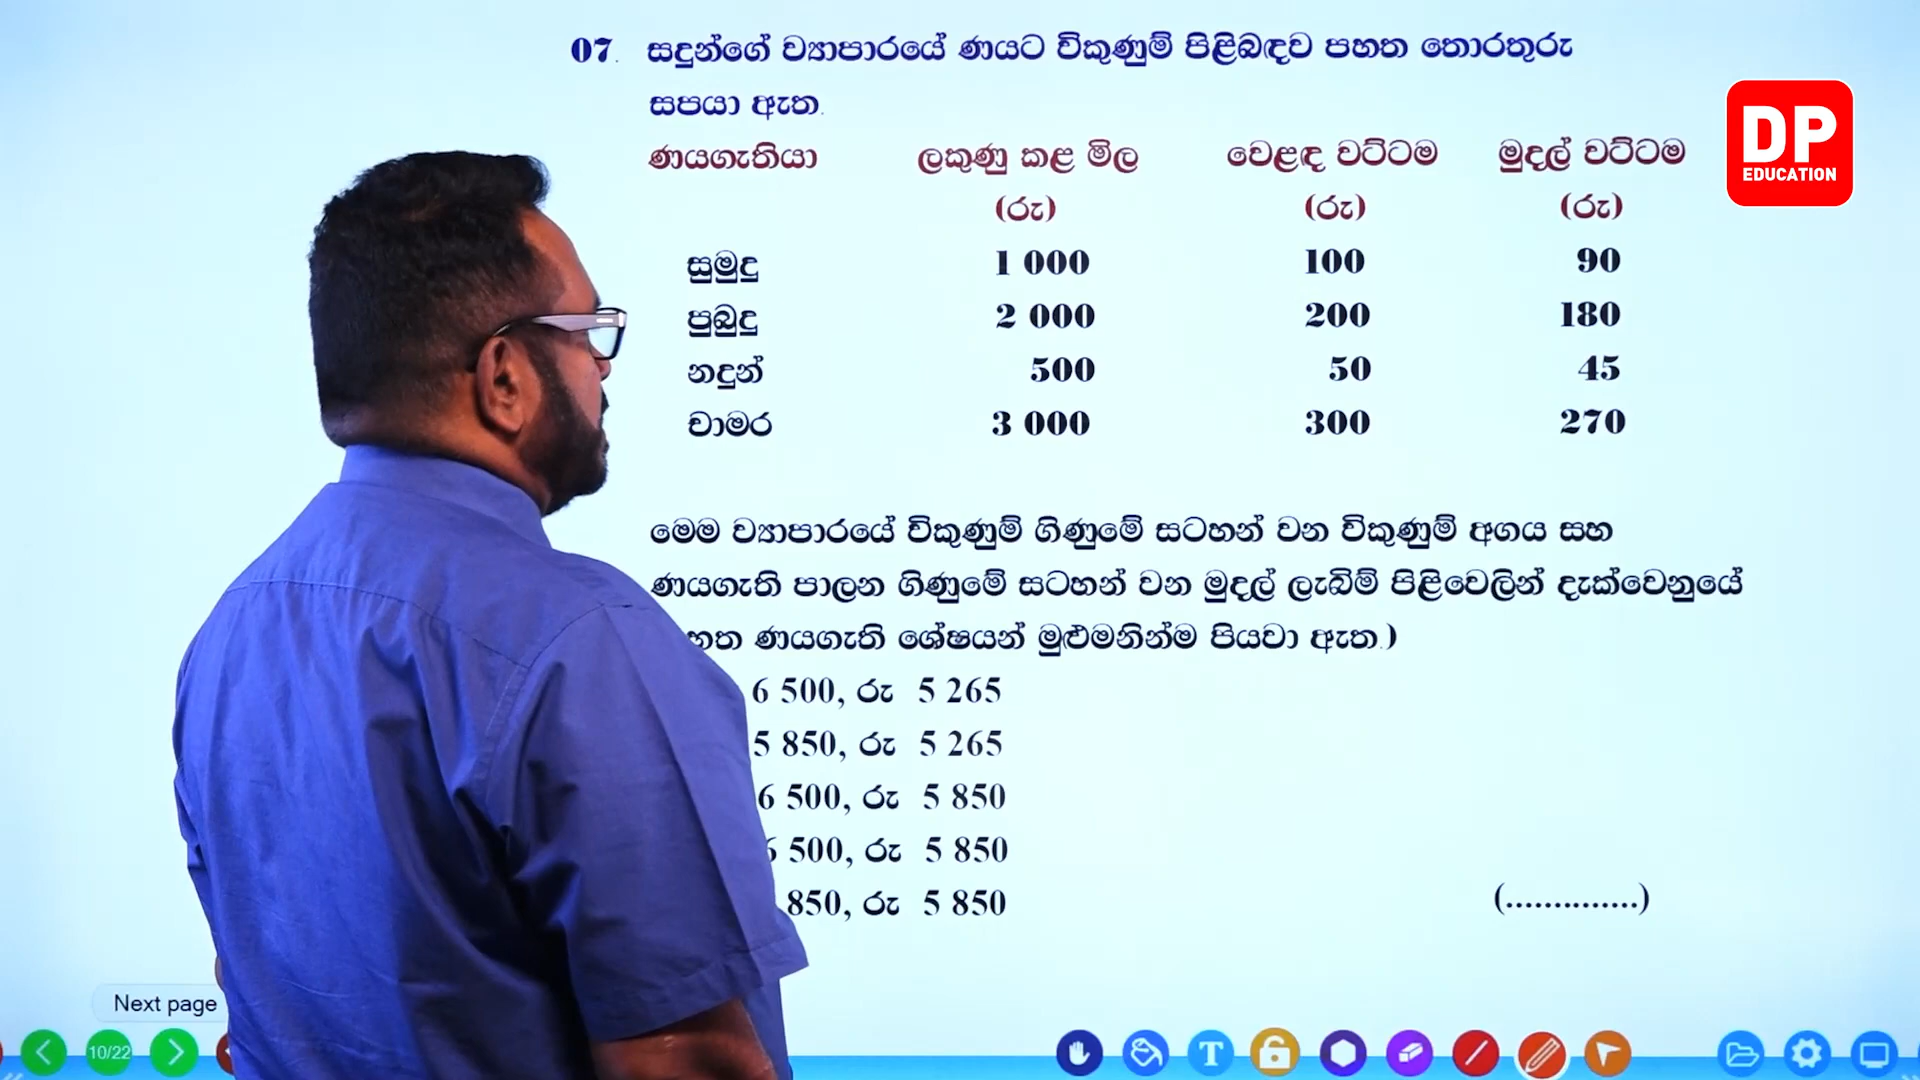 07. සඳුන්ගේ ව්‍යාපාරයේ ණයට විකුණුම් පිළිබඳව පහත තොරතුරු
සපයා ඇත.
DP
EDUCATION
ණයගැතියා ලකුණු කළ මිල වෙළඳ වට්ටම මුදල් වට්ටම
(රු) (රු) (රු)
සුමුදු 1 000 100 90
පුබුදු 2 000 200 180
නදුන් 500 50 45
චාමර 3 000 300 270
මෙම ව්‍යාපාරයේ විකුණුම් ගිණුමේ සටහන් වන විකුණුම් අගය සහ
ණයගැති පාලන ගිණුමේ සටහන් වන මුදල් ලැබීම් පිළිවෙලින් දැක්වෙනුයේ
ණයගැති ශේෂයන් මුළුමනින්ම පියවා ඇත.)
6 500, රු 5 265
5 850, රු 5 265
6 500, රු 5 850
6 500, රු 5 850
850, රු 5 850
(..............)
Next page
10/22
T